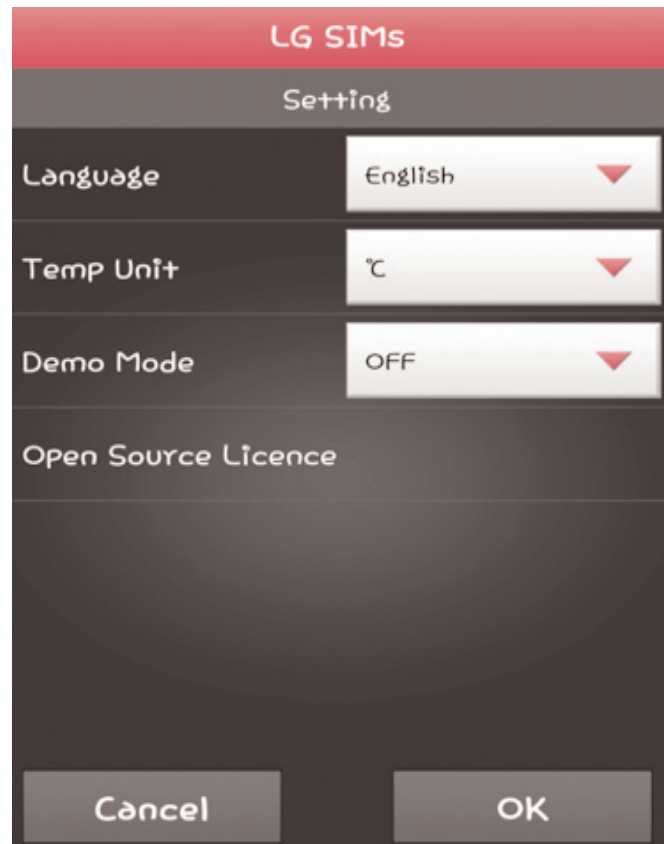 LG SIMs
Setting
Language English
Temp Unit ℃
Demo Mode OFF
Open Source Licence
Cancel OK